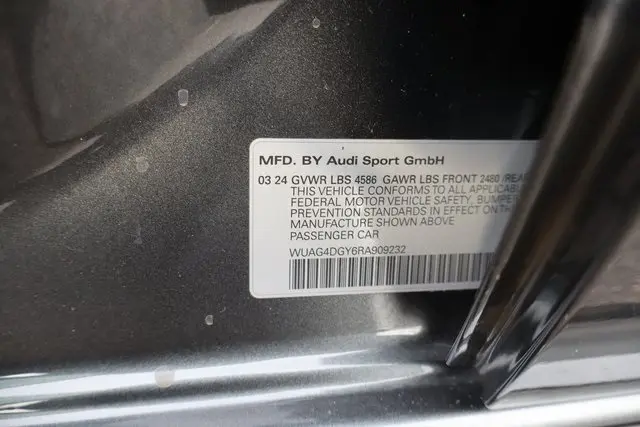 MFD. BY Audi Sport GmbH
03 24 GVWR LBS 4586 GAWR LBS FRONT 2480
THIS VEHICLE CONFORMS TO ALL
FEDERAL MOTOR VEHICLE SAFETY,
PREVENTION STANDARDS IN EFFECT ON
MANUFACTURE SHOWN ABOVE
PASSENGER CAR
WUAG4DGY6RA909232